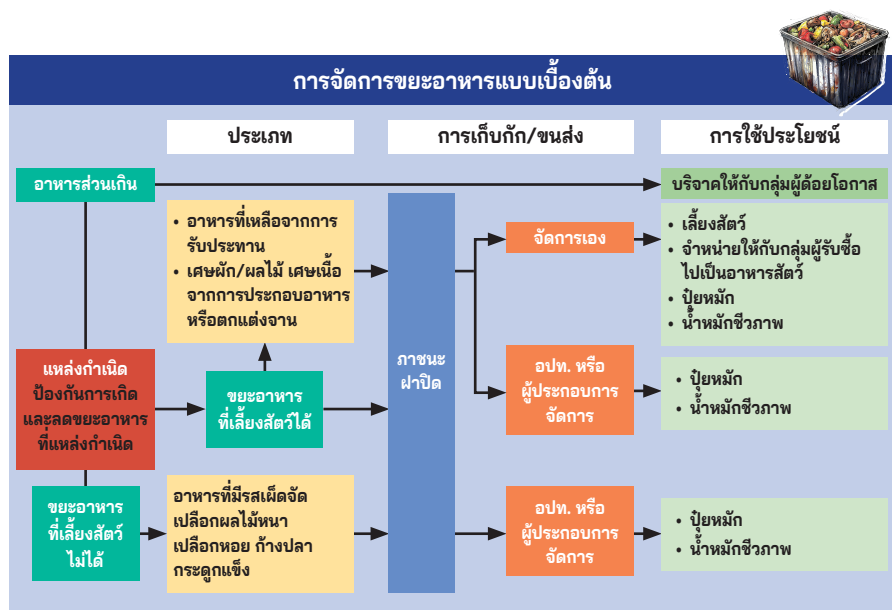 การจัดการขยะอาหารแบบเบื้องต้น
ประเภท
การเก็บกัก/ขนส่ง
การใช้ประโยชน์
อาหารส่วนเกิน
บริจาคให้กับกลุ่มผู้ด้อยโอกาส
• อาหารที่เหลือจากการ
รับประทาน
• เศษผัก/ผลไม้ เศษเนื้อ
จากการประกอบอาหาร
หรือตกแต่งจาน
จัดการเอง
• เลี้ยงสัตว์
• จำหน่ายให้กับกลุ่มผู้รับซื้อ
ไปเป็นอาหารสัตว์
• ปุ๋ยหมัก
• น้ำหมักชีวภาพ
ภาชนะ
ฝาปิด
แหล่งกำเนิด
ป้องกันการเกิด
และลดขยะอาหาร
ที่แหล่งกำเนิด
ขยะอาหาร
ที่เลี้ยงสัตว์ได้
อปท. หรือ
ผู้ประกอบการ
จัดการ
• ปุ๋ยหมัก
• น้ำหมักชีวภาพ
ขยะอาหาร
ที่เลี้ยงสัตว์
ไม่ได้
อาหารที่มีรสเผ็ดจัด
เปลือกผลไม้หนา
เปลือกหอย ก้างปลา
กระดูกแข็ง
อปท. หรือ
ผู้ประกอบการ
จัดการ
• ปุ๋ยหมัก
• น้ำหมักชีวภาพ